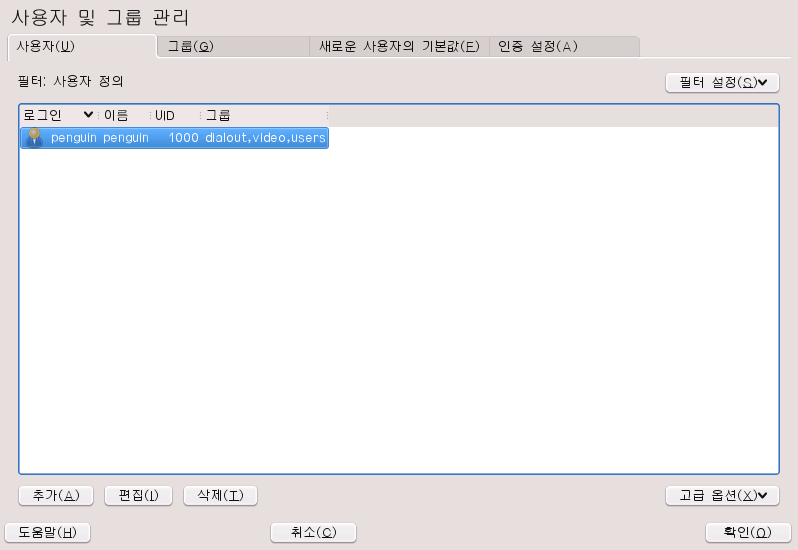 사용자 및 그룹 관리
사용자(U) 그룹(G) 새로운 사용자의 기본값(F) 인증 설정(A)
필터: 사용자 정의 필터 설정(S)
로그인 이름 UID 그룹
penguin penguin 1000 dialout,video,users
추가(A) 편집(I) 삭제(T) 고급 옵션(X)
도움말(H) 취소(C) 확인(O)